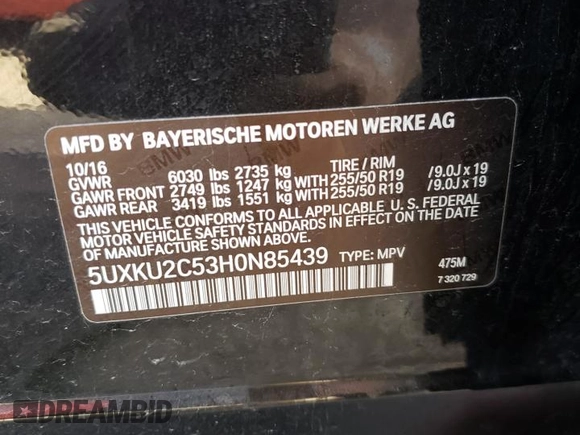 MFD BY BAYERISCHE MOTOREN WERKE AG
10/16 TIRE / RIM
GVWR 6030 lbs 2735 kg
GAWR FRONT 2749 lbs 1247 kg WITH 255/50 R19 /9.0J x 19
GAWR REAR 3419 lbs 1551 kg WITH 255/50 R19 /9.0J x 19
THIS VEHICLE CONFORMS TO ALL APPLICABLE U. S. FEDERAL
MOTOR VEHICLE SAFETY STANDARDS IN EFFECT ON THE DATE
OF MANUFACTURE SHOWN ABOVE.
5UXKU2C53H0N85439 TYPE: MPV 475M
7 320 729
DREAMBID